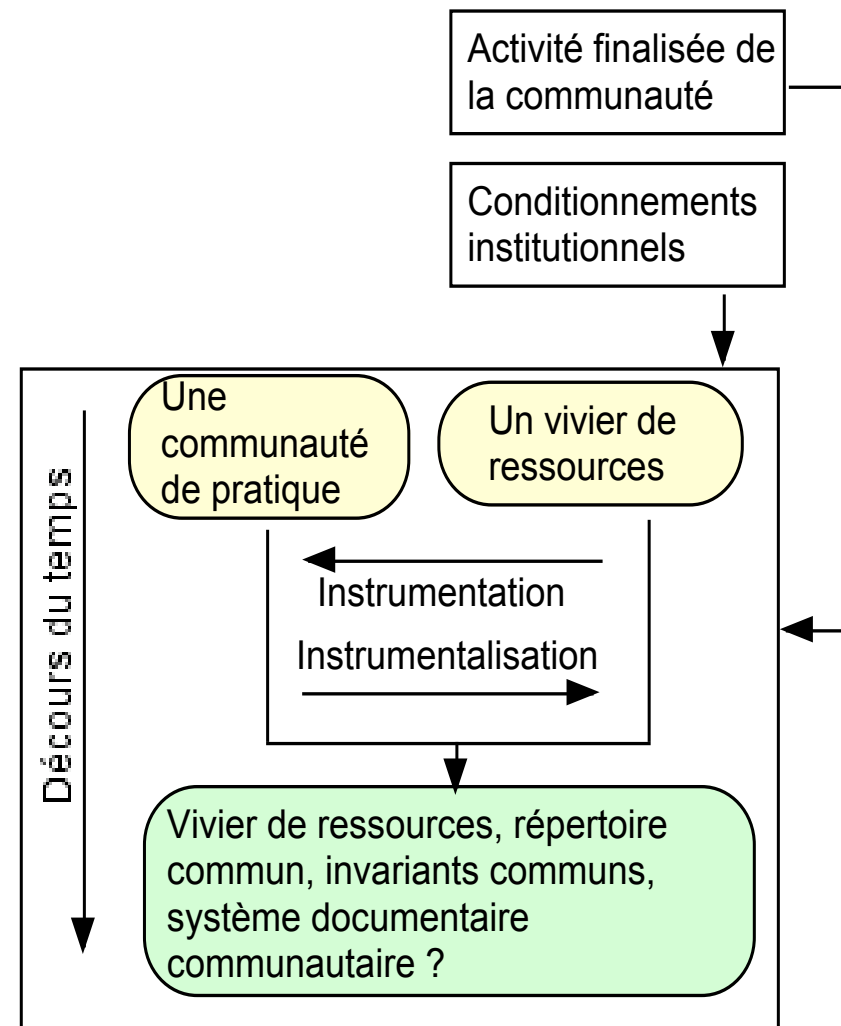 Activité finalisée de
la communauté
Conditionnements
institutionnels
Une
communauté
de pratique
Un vivier de
ressources
Décours du temps
Instrumentation
Instrumentalisation
Vivier de ressources, répertoire
commun, invariants communs,
système documentaire
communautaire ?